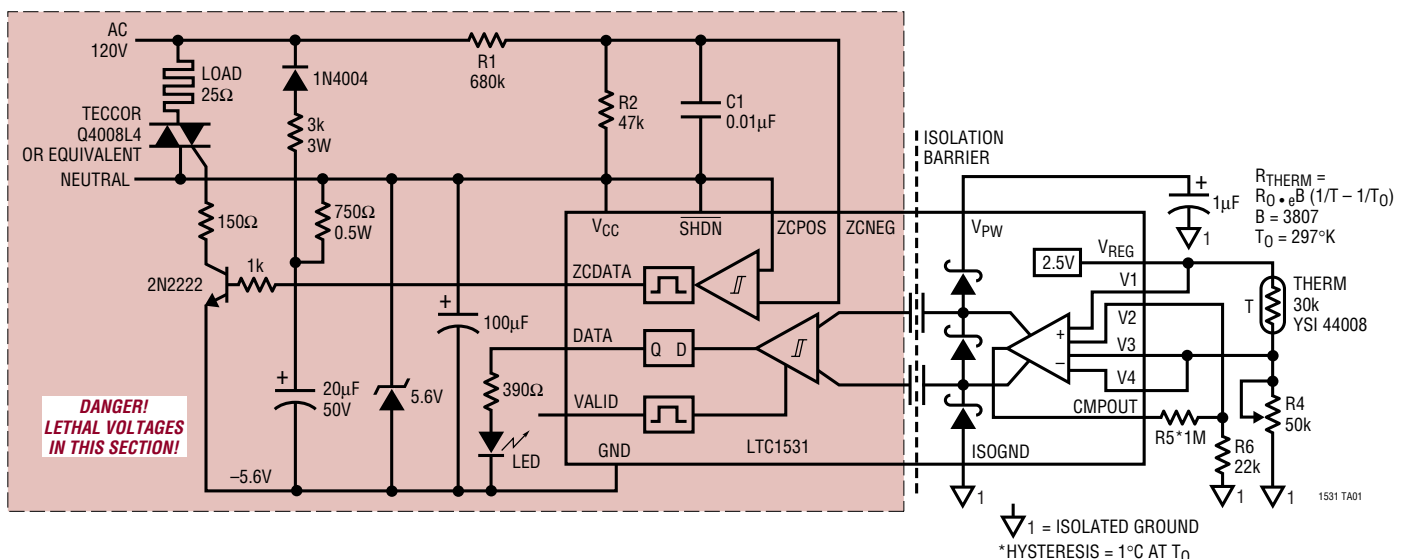 AC
120V
LOAD
25Ω
TECCOR
Q4008L4
OR EQUIVALENT
NEUTRAL
1N4004
3k
3W
R1
680k
R2
47k
C1
0.01µF
ISOLATION
BARRIER
+
1µF
1
RTHERM =
R0 • eB (1/T – 1/T0)
B = 3807
T0 = 297°K
150Ω
750Ω
0.5W
VCC
SHDN
ZCPOS
ZCNEG
VPW
VREG
2.5V
V1
V2
V3
V4
+
–
T
THERM
30k
YSI 44008
2N2222
1k
ZCDATA
+
100µF
DATA
Q D
390Ω
VALID
+
20µF
50V
5.6V
LED
GND
LTC1531
CMPOUT
ISOGND
R5*1M
R6
22k
R4
50k
DANGER!
LETHAL VOLTAGES
IN THIS SECTION!
–5.6V
1
1
1
1531 TA01
1 = ISOLATED GROUND
*HYSTERESIS = 1°C AT T0